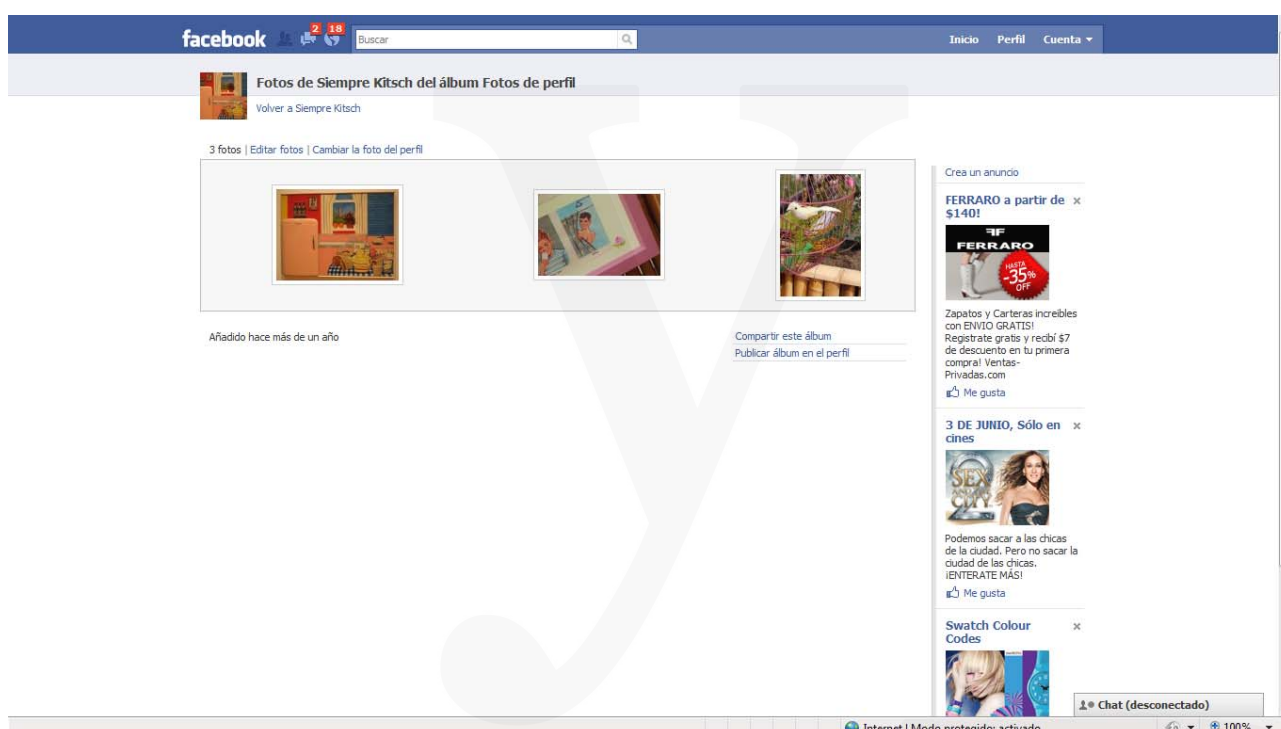 facebook
2
18
Buscar
Inicio Perfil Cuenta
Fotos de Siempre Kitsch del álbum Fotos de perfil
Volver a Siempre Kitsch
3 fotos | Editar fotos | Cambiar la foto del perfil
Añadido hace más de un año
Compartir este álbum
Publicar álbum en el perfil
Crea un anuncio
FERRARO a partir de
$140!
FERRARO
HASTA
-35%
OFF
Zapatos y Carteras increibles
con ENVIO GRATIS!
Registrate gratis y recibí $7
de descuento en tu primera
compra! Ventas-
Privadas.com
Me gusta
3 DE JUNIO, Sólo en
cines
SEX
AND THE
CITY
2
Podemos sacar a las chicas
de la ciudad. Pero no sacar la
ciudad de las chicas.
¡ENTERATE MÁS!
Me gusta
Swatch Colour
Codes
Chat (desconectado)
Internet | Modo protegido: activado
100%
y